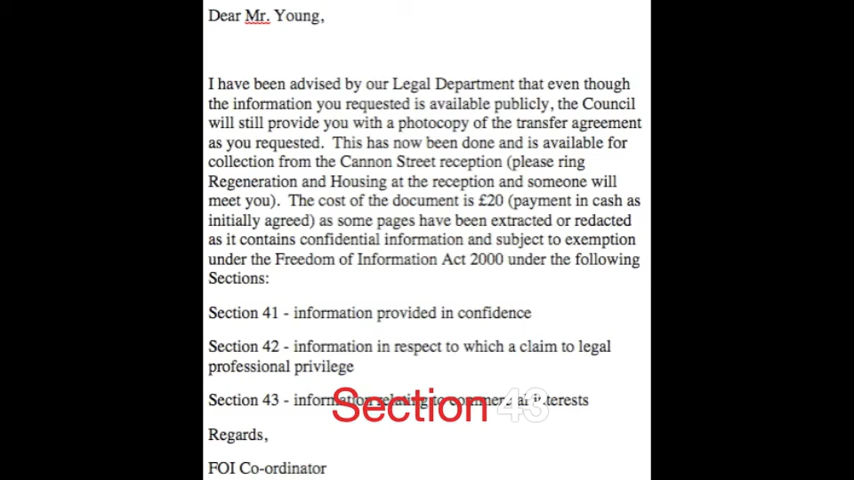 Dear Mr. Young,
I have been advised by our Legal Department that even though
the information you requested is available publicly, the Council
will still provide you with a photocopy of the transfer agreement
as you requested.  This has now been done and is available for
collection from the Cannon Street reception (please ring
Regeneration and Housing at the reception and someone will
meet you).  The cost of the document is £20 (payment in cash as
initially agreed) as some pages have been extracted or redacted
as it contains confidential information and subject to exemption
under the Freedom of Information Act 2000 under the following
Sections:
Section 41 - information provided in confidence
Section 42 - information in respect to which a claim to legal
professional privilege
Section 43 - information relating to commercial interests
Section 43
Regards,
FOI Co-ordinator